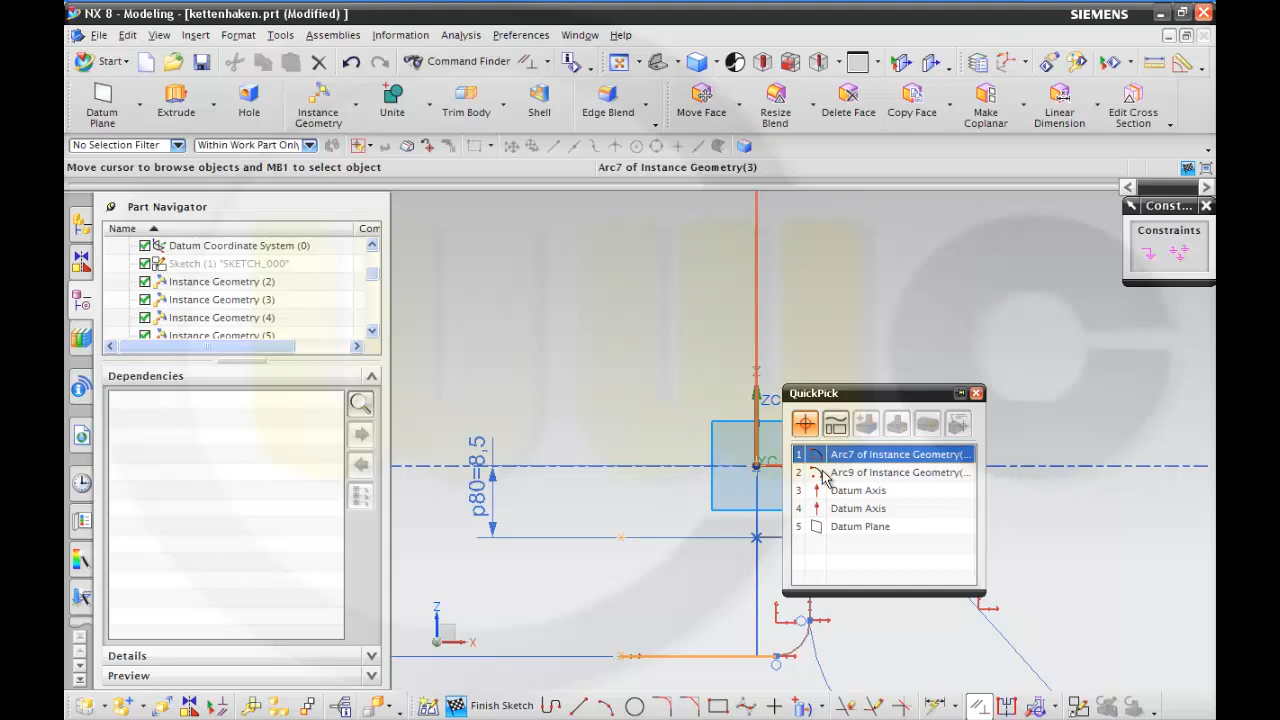 NX 8 - Modeling - [kettenhaken.prt (Modified) ]
SIEMENS
File Edit View Insert Format Tools Assemblies Information Analysis Preferences Window Help
Start
Command Finder
Datum Plane
Extrude
Hole
Instance Geometry
Unite
Trim Body
Shell
Edge Blend
Move Face
Resize Blend
Delete Face
Copy Face
Make Coplanar
Linear Dimension
Edit Cross Section
No Selection Filter
Within Work Part Only
Move cursor to browse objects and MB1 to select object
Arc7 of Instance Geometry(3)
Part Navigator
Const...
Constraints
Name
Com
Datum Coordinate System (0)
Sketch (1) "SKETCH_000"
Instance Geometry (2)
Instance Geometry (3)
Instance Geometry (4)
Instance Geometry (5)
Dependencies
Details
Preview
p80=8,5
ZC
YC
Z
X
QuickPick
1 Arc7 of Instance Geometry(...
2 Arc9 of Instance Geometry(...
3 Datum Axis
4 Datum Axis
5 Datum Plane
Finish Sketch